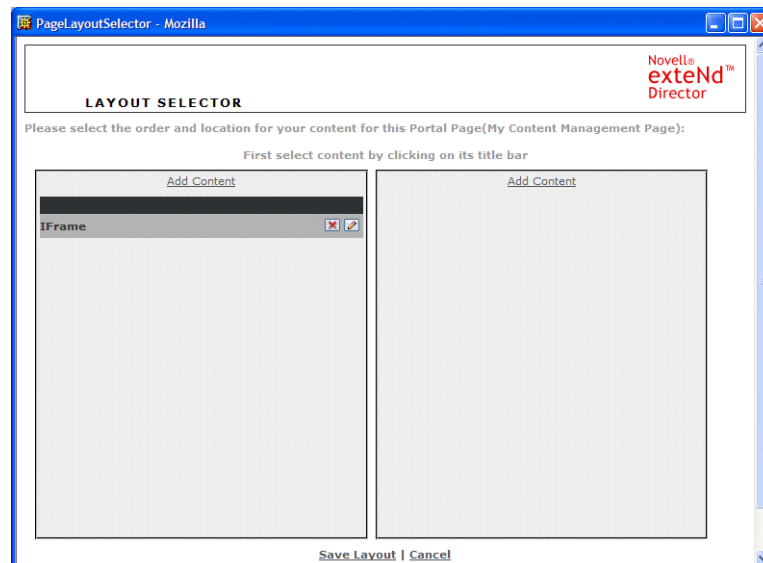 PageLayoutSelector - Mozilla
Novell®
exteNd™
Director
LAYOUT SELECTOR
Please select the order and location for your content for this Portal Page(My Content Management Page):
First select content by clicking on its title bar
Add Content
Add Content
IFrame
Save Layout | Cancel